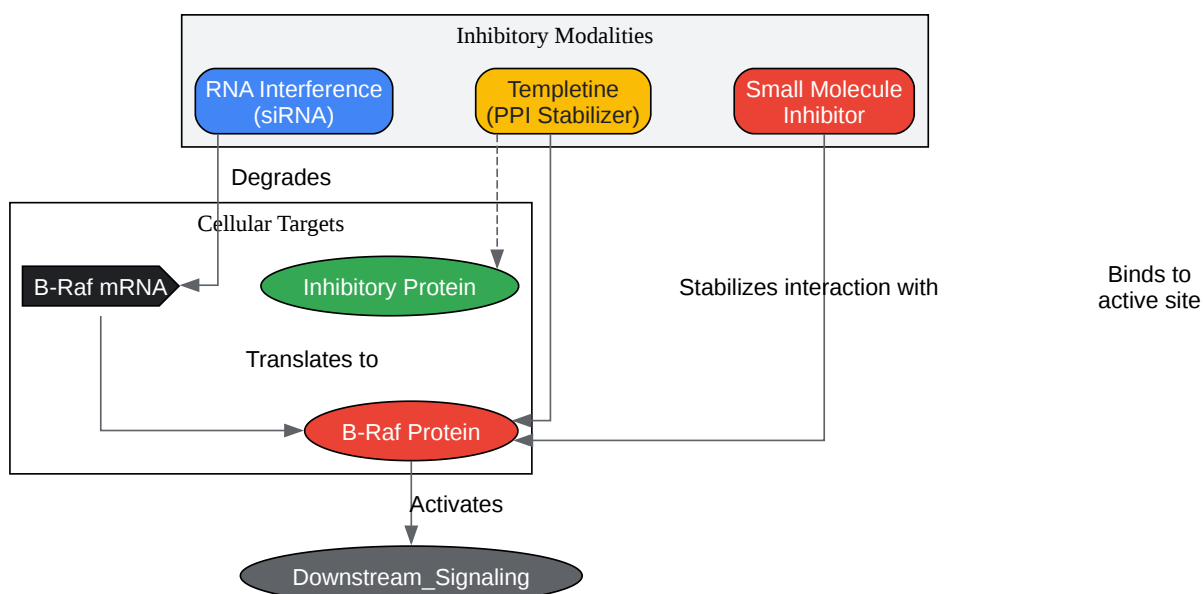 Inhibitory Modalities
RNA Interference
(siRNA)
Templetine
(PPI Stabilizer)
Small Molecule
Inhibitor
Degrades
Cellular Targets
B-Raf mRNA
Inhibitory Protein
Stabilizes interaction with
Binds to
active site
Translates to
B-Raf Protein
Activates
Downstream_Signaling